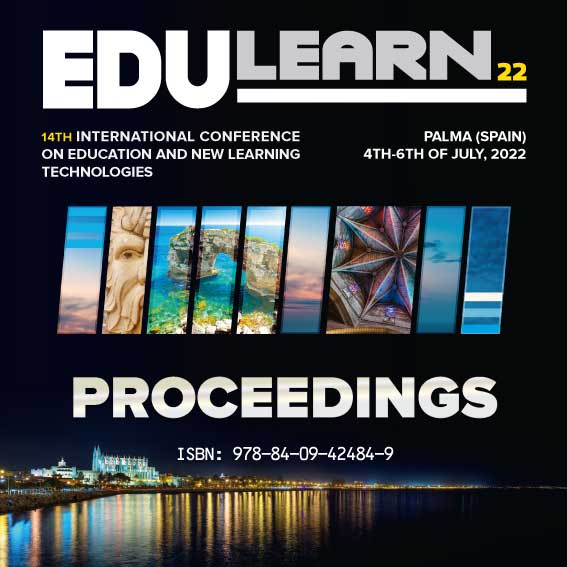 EDULEARN22
14TH INTERNATIONAL CONFERENCE
ON EDUCATION AND NEW LEARNING
TECHNOLOGIES
PALMA (SPAIN)
4TH-6TH OF JULY, 2022
PROCEEDINGS
ISBN: 978-84-09-42484-9